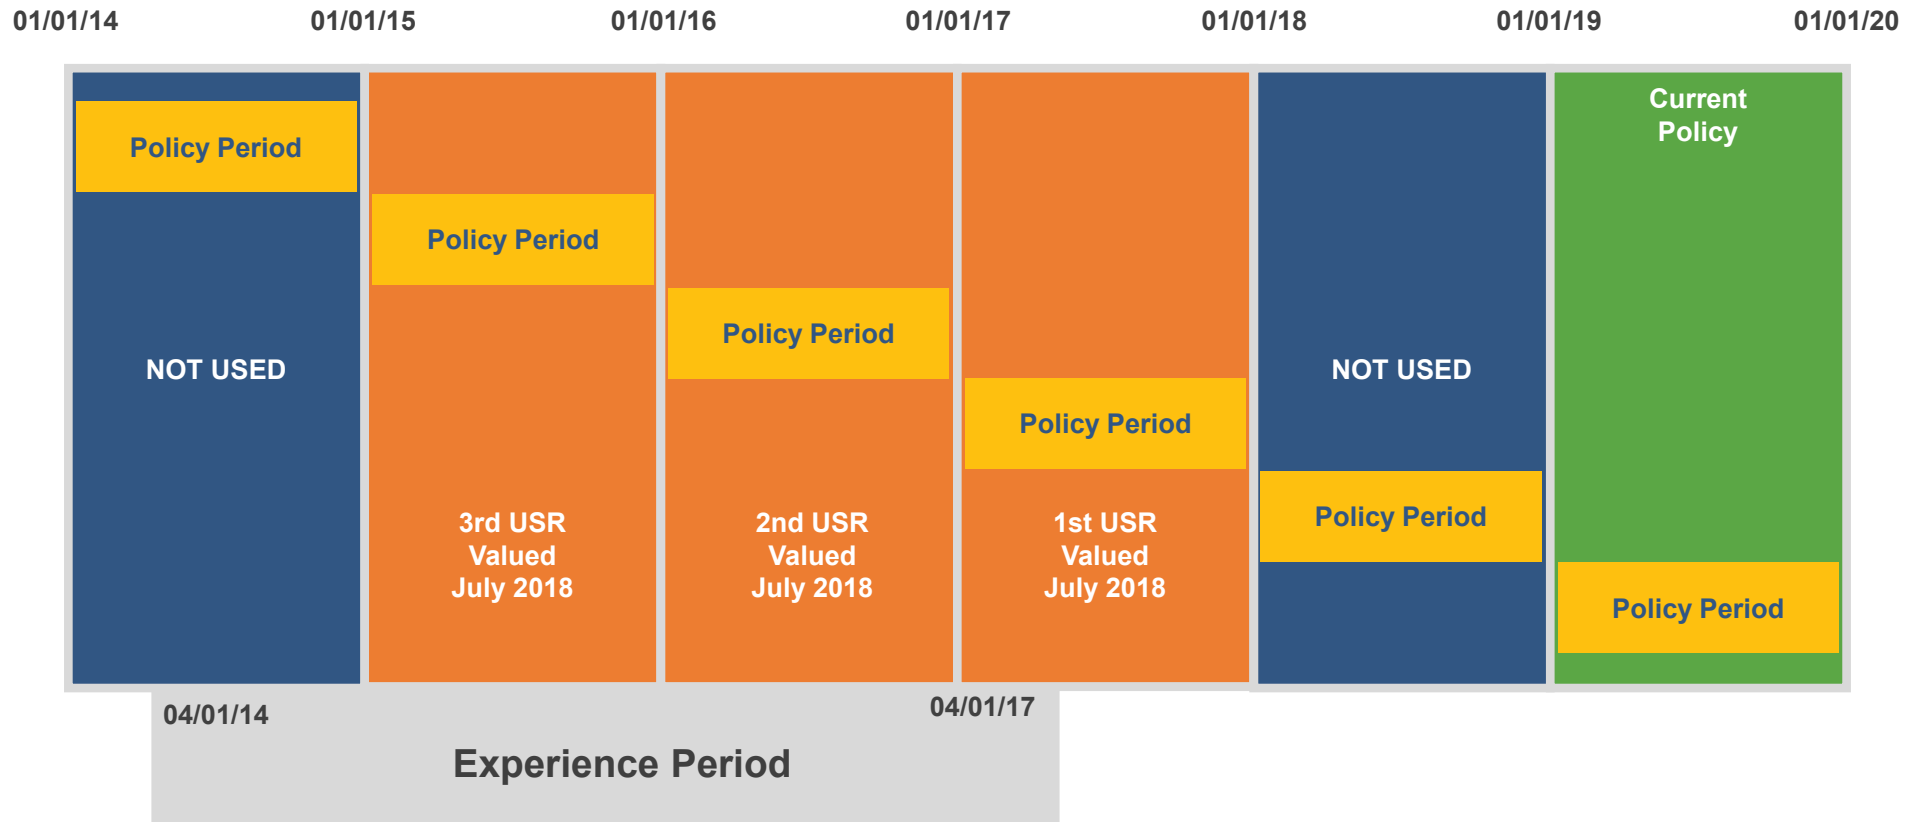 01/01/14
01/01/15
01/01/16
01/01/17
01/01/18
01/01/19
01/01/20
Current
Policy
Policy Period
Policy Period
Policy Period
NOT USED
NOT USED
Policy Period
Policy Period
3rd USR
Valued
July 2018
2nd USR
Valued
July 2018
1st USR
Valued
July 2018
Policy Period
04/01/14
04/01/17
Experience Period